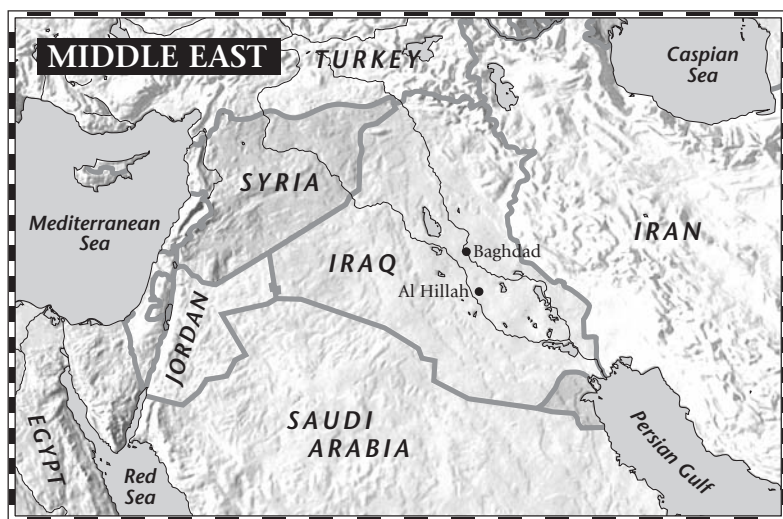 MIDDLE EAST
TURKEY
Caspian
Sea
SYRIA
Mediterranean
Sea
IRAQ
Baghdad
IRAN
Al Hillah
JORDAN
SAUDI
ARABIA
EGYPT
Red
Sea
Persian Gulf